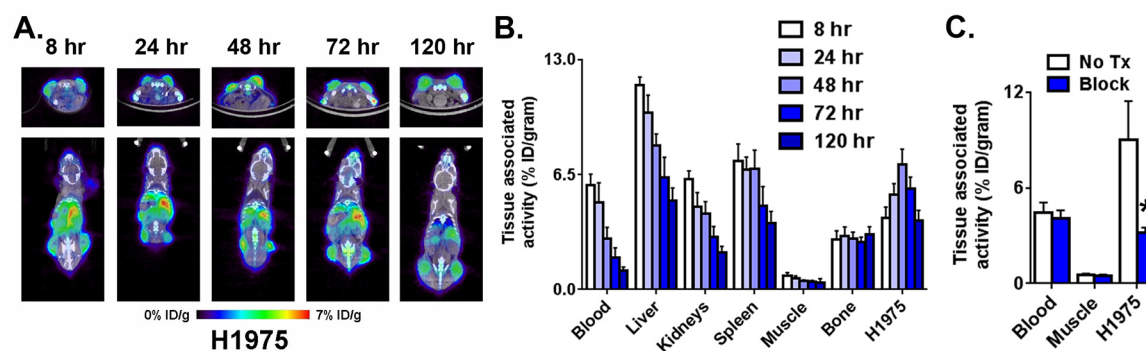 A.
8 hr 24 hr 48 hr 72 hr 120 hr
0% ID/g 7% ID/g
H1975
B.
Tissue associated
activity (% ID/gram)
13.0
6.5
0.0
8 hr
24 hr
48 hr
72 hr
120 hr
Blood Liver Kidneys Spleen Muscle Bone H1975
C.
Tissue associated
activity (% ID/gram)
12
6
0
No Tx
Block
*
Blood Muscle H1975